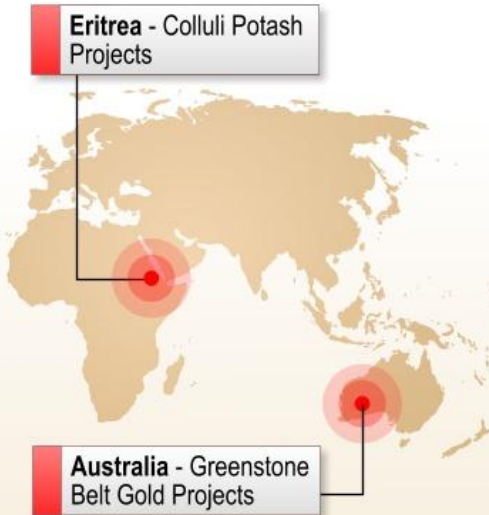 Eritrea - Colluli Potash
Projects
Australia - Greenstone
Belt Gold Projects